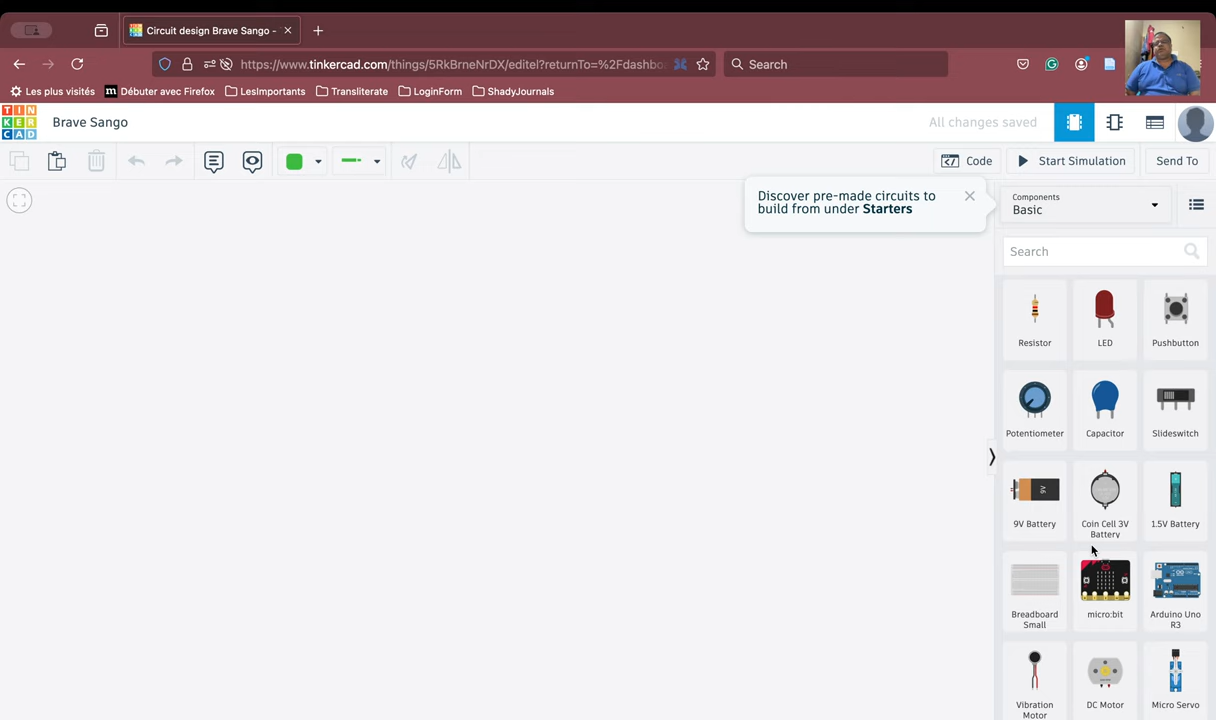 Circuit design Brave Sango -
https://www.tinkercad.com/things/5RkBrneNrDX/editel?returnTo=%2Fdashbo
Search
Les plus visités
Débuter avec Firefox
LesImportants
Transliterate
LoginForm
ShadyJournals
TIN
KER
CAD
Brave Sango
All changes saved
Code
Start Simulation
Send To
Discover pre-made circuits to
build from under Starters
Components
Basic
Search
Resistor
LED
Pushbutton
Potentiometer
Capacitor
Slideswitch
9V
9V Battery
Coin Cell 3V
Battery
1.5V Battery
Breadboard
Small
micro:bit
Arduino Uno
R3
Vibration
Motor
DC Motor
Micro Servo